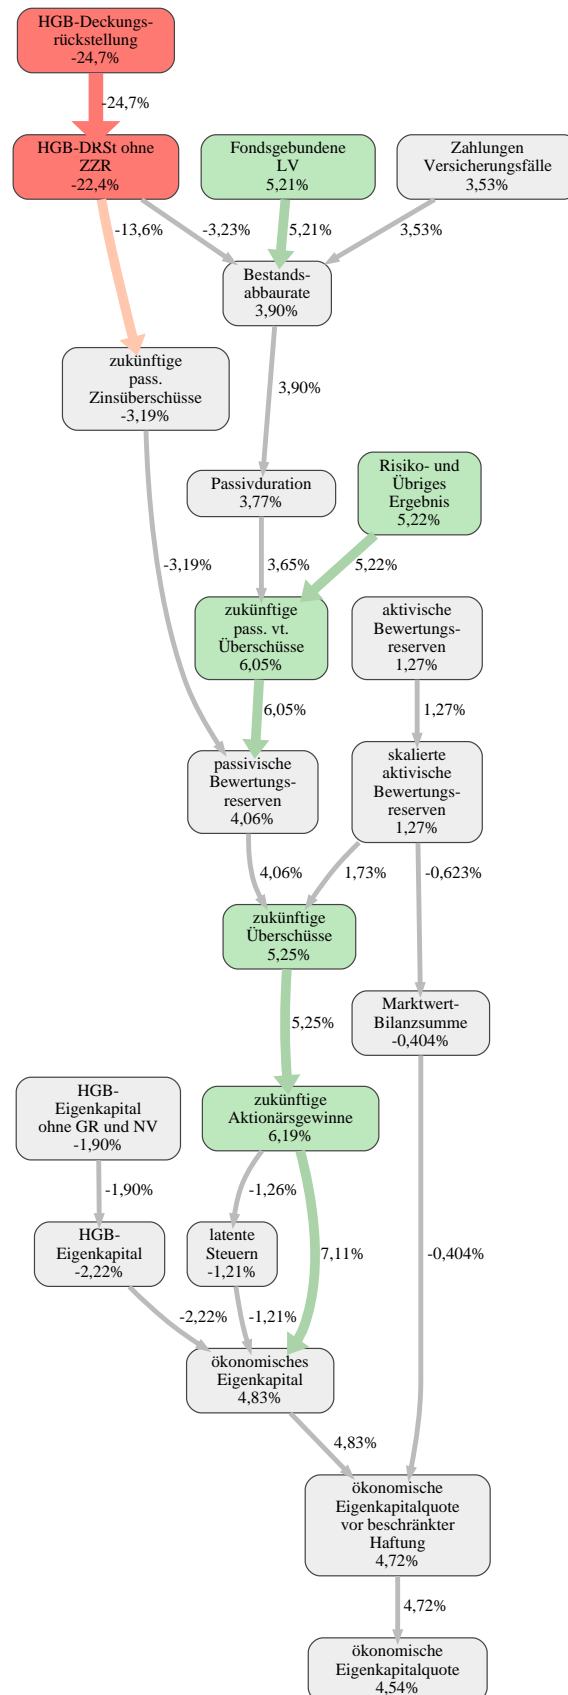 HGB-Deckungs-
rückstellung
-24,7%
-24,7%
HGB-DRSt ohne
ZZR
-22,4%
Fondsgebundene
LV
5,21%
Zahlungen
Versicherungsfälle
3,53%
-13,6%
-3,23%
5,21%
3,53%
Bestands-
abbaurate
3,90%
zukünftige
pass.
Zinsüberschüsse
-3,19%
3,90%
Risiko- und
Übriges
Ergebnis
5,22%
Passivduration
3,77%
-3,19%
3,65%
5,22%
zukünftige
pass. vt.
Überschüsse
6,05%
aktivische
Bewertungs-
reserven
1,27%
6,05%
1,27%
passivische
Bewertungs-
reserven
4,06%
skalierte
aktivische
Bewertungs-
reserven
1,27%
4,06%
1,73%
-0,623%
zukünftige
Überschüsse
5,25%
Marktwert-
Bilanzsumme
-0,404%
5,25%
HGB-
Eigenkapital
ohne GR und NV
-1,90%
zukünftige
Aktionärsgewinne
6,19%
-1,90%
-1,26%
HGB-
Eigenkapital
-2,22%
latente
Steuern
-1,21%
7,11%
-0,404%
-2,22%
-1,21%
ökonomisches
Eigenkapital
4,83%
4,83%
ökonomische
Eigenkapitalquote
vor beschränkter
Haftung
4,72%
4,72%
ökonomische
Eigenkapitalquote
4,54%